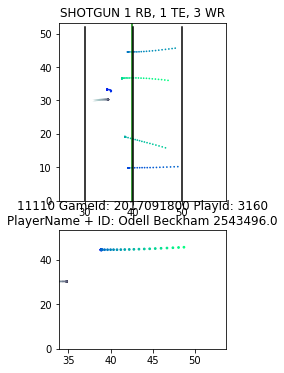 SHOTGUN 1 RB, 1 TE, 3 WR
50
40
30
20
10
0
30 40 50
11110 GameId: 2017091800 PlayId: 3160
PlayerName + ID: Odell Beckham 2543496.0
40
20
0
35 40 45 50